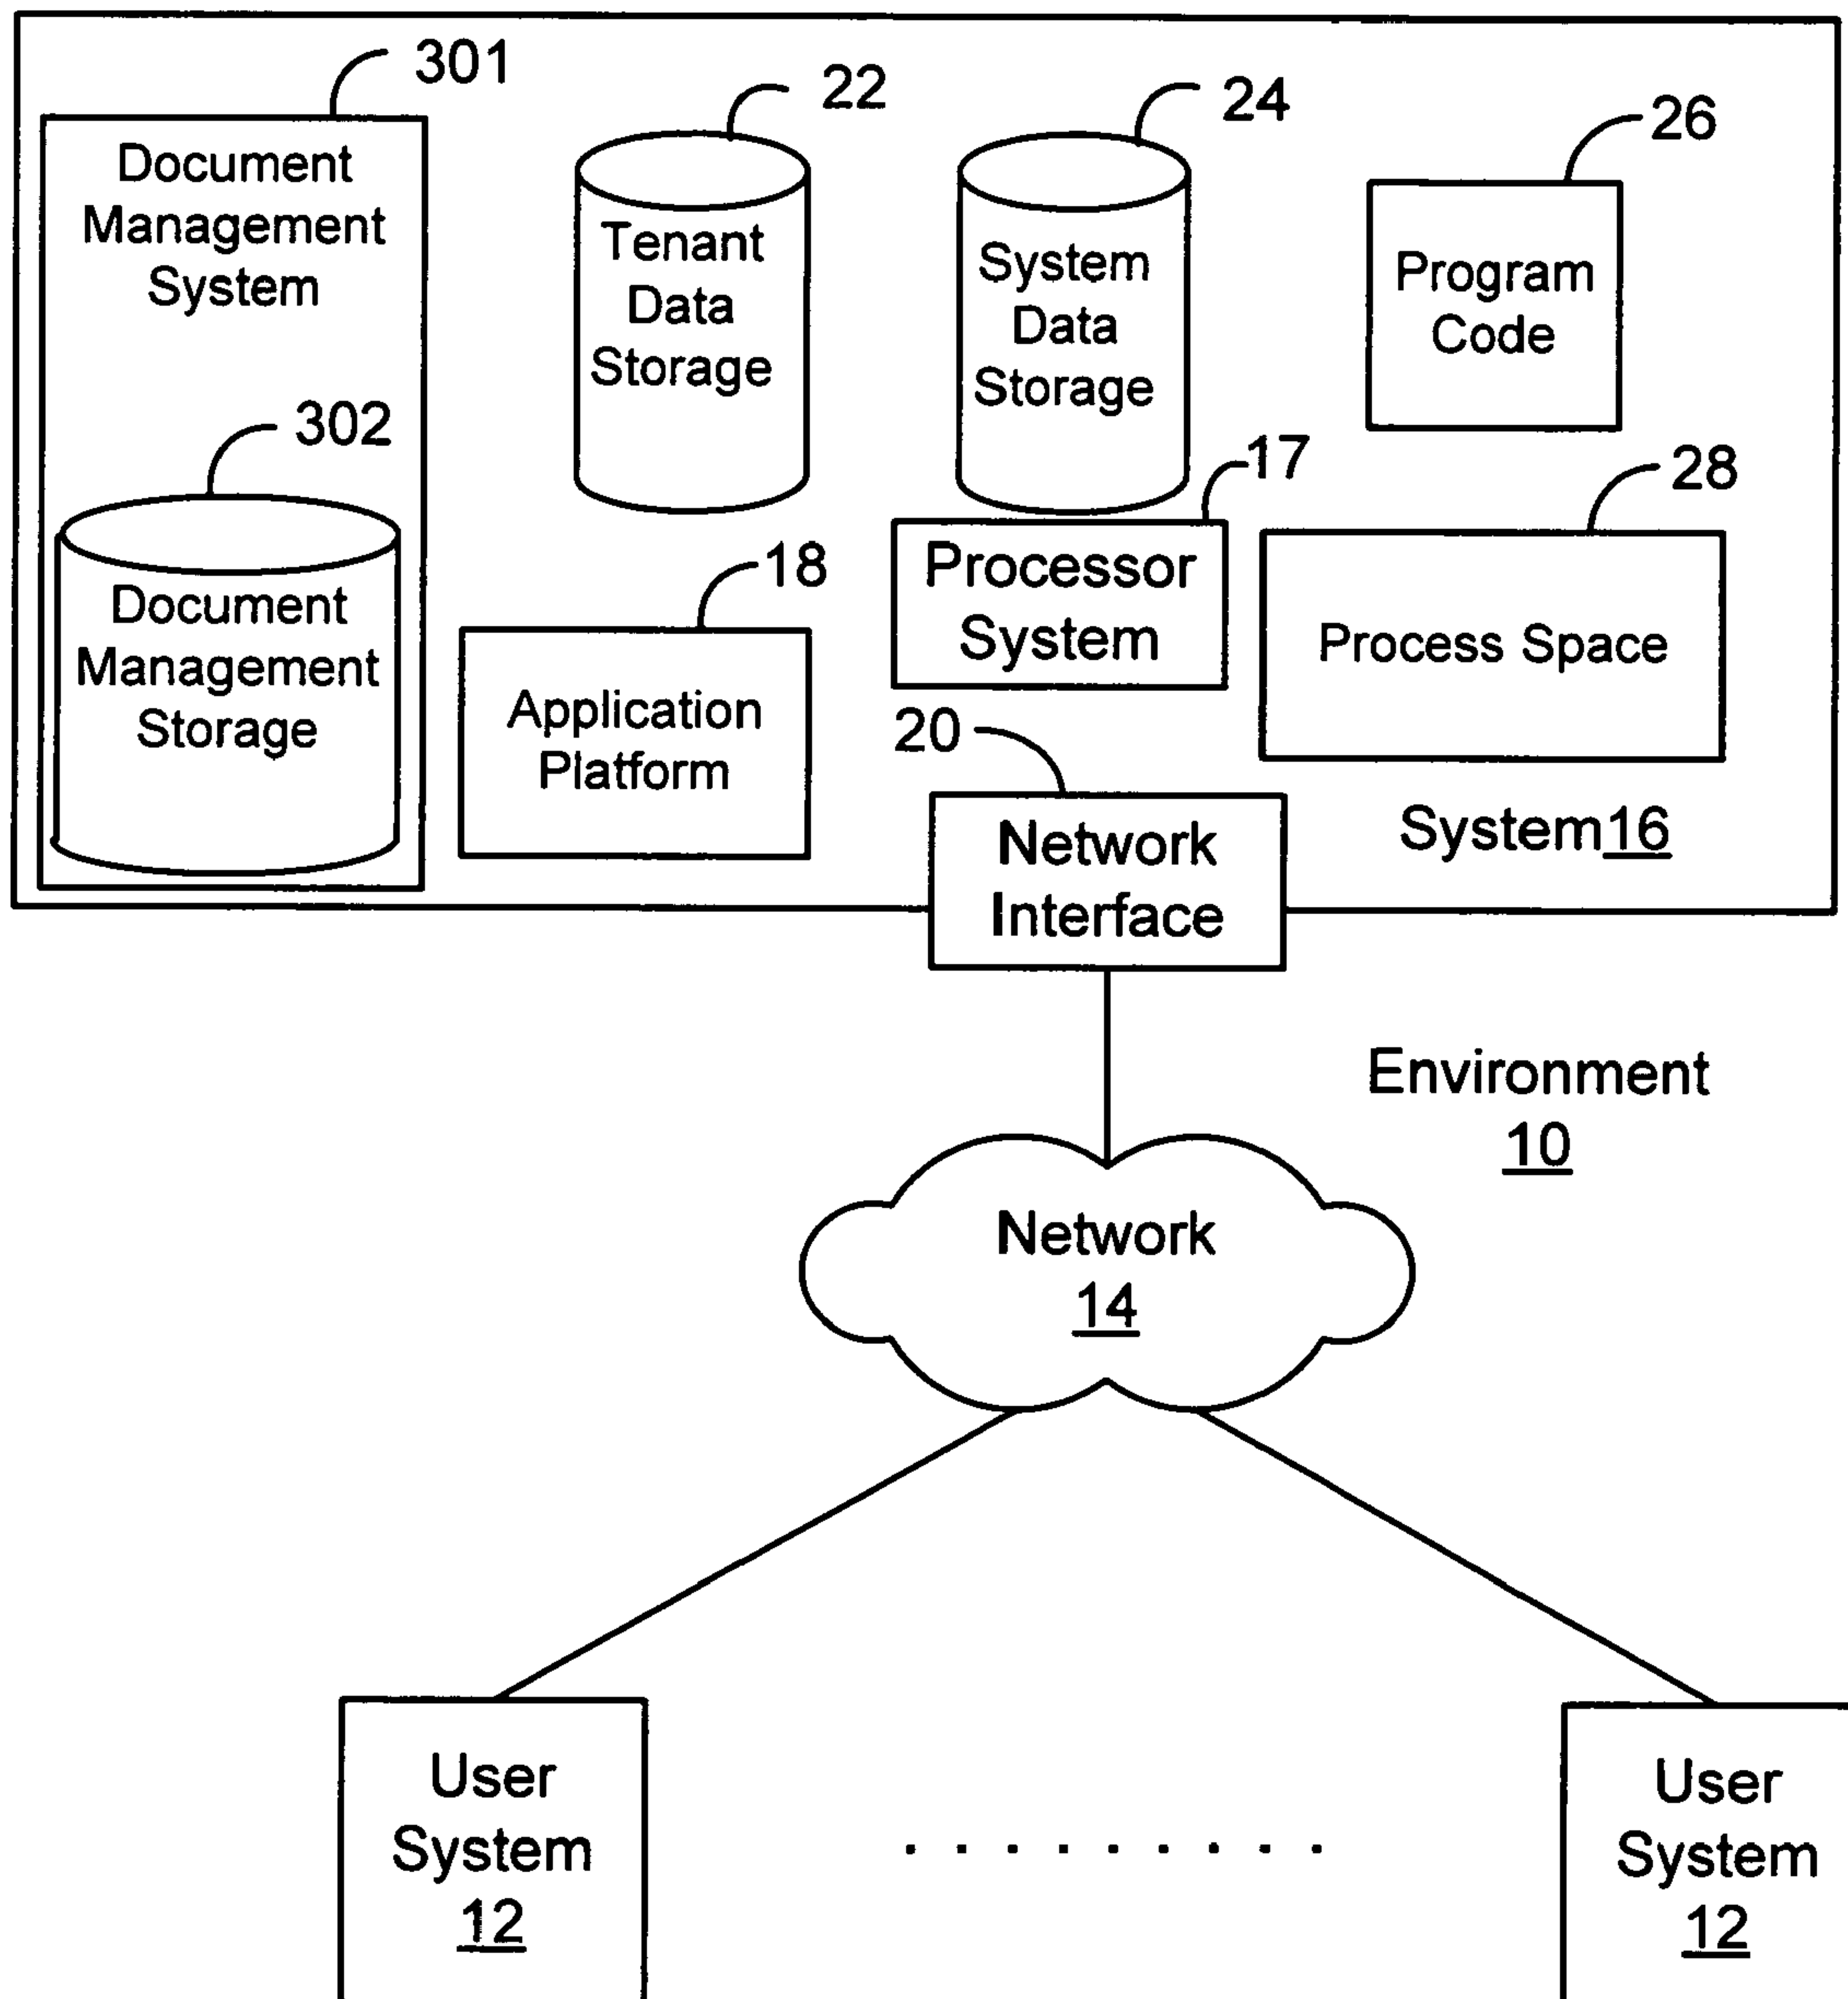 301
Document
Management
System
302
Document
Management
Storage
22
Tenant
Data
Storage
24
System
Data
Storage
26
Program
Code
17
Processor
System
28
Process Space
18
Application
Platform
20
Network
Interface
System 16
Environment
10
Network
14
User
System
12
. . . . . . . . .
User
System
12